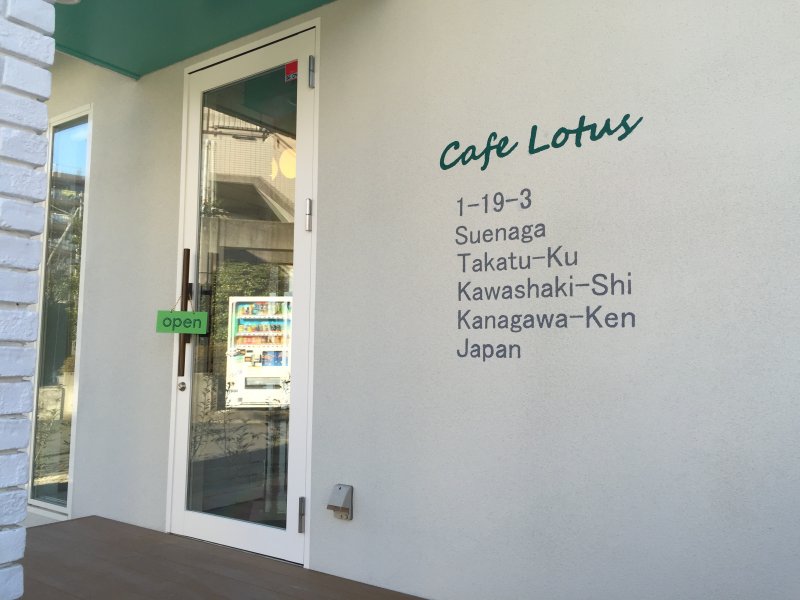 Cafe Lotus
1-19-3
Suenaga
Takatu-Ku
Kawashaki-Shi
Kanagawa-Ken
Japan
open